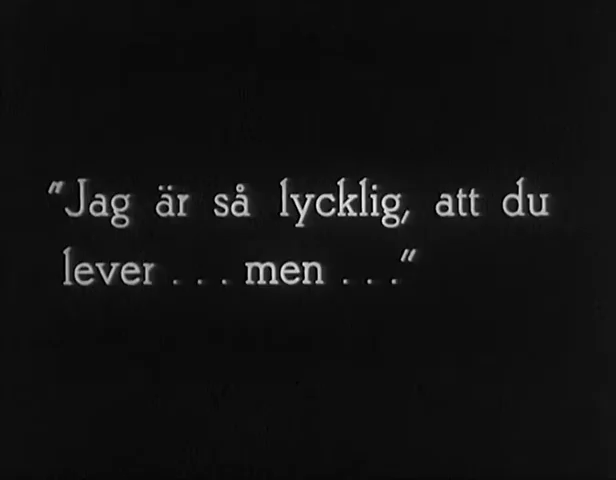 "Jag är så lycklig, att du
lever . . . men . . ."